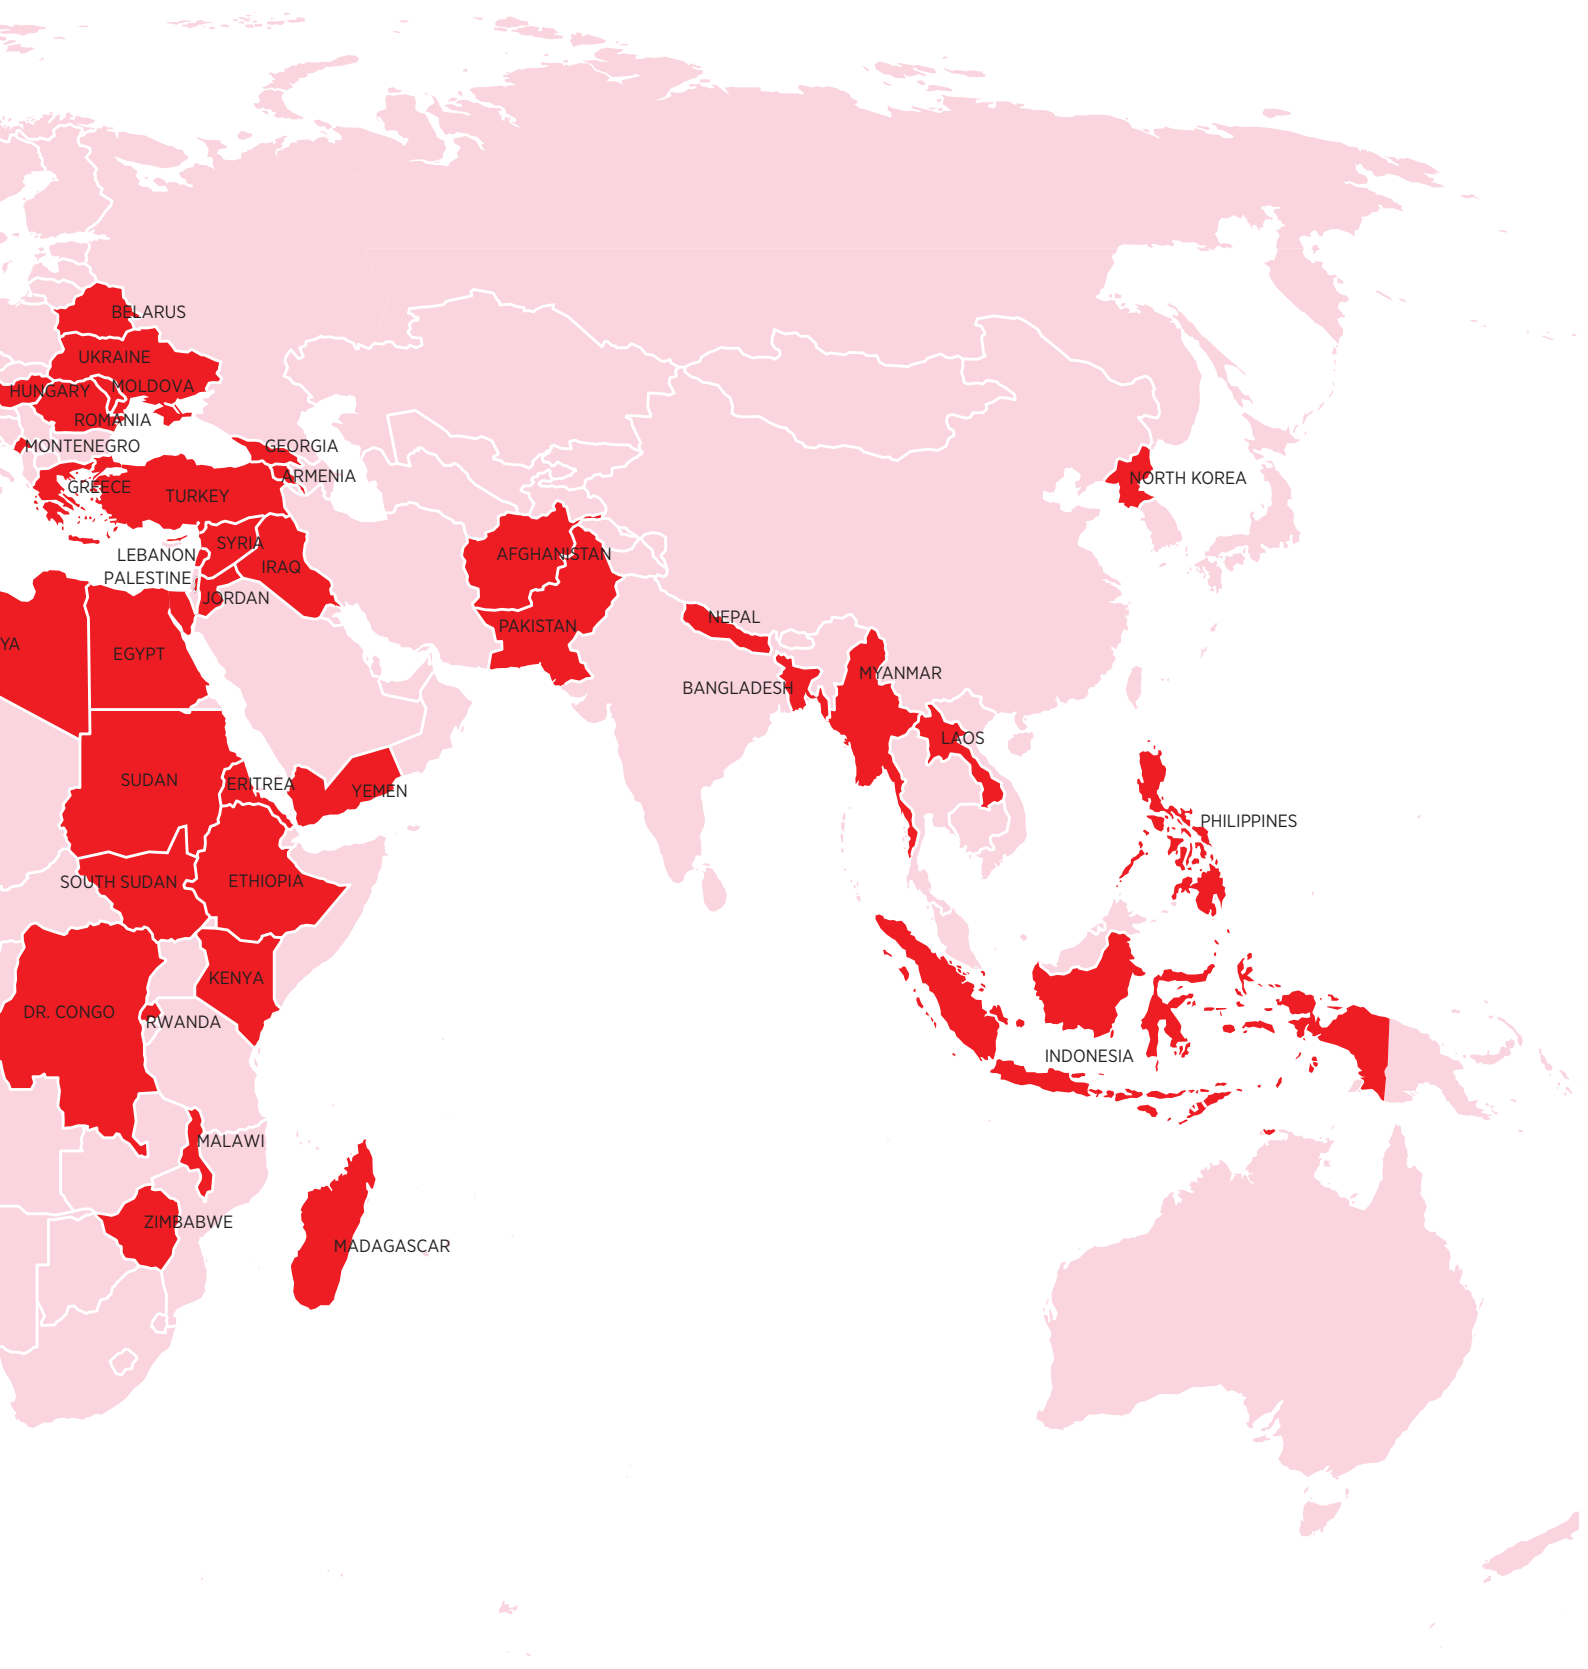 BELARUS
UKRAINE
MOLDOVA
HUNGARY
ROMANIA
MONTENEGRO
GEORGIA
ARMENIA
NORTH KOREA
GREECE
TURKEY
SYRIA
LEBANON
AFGHANISTAN
IRAQ
PALESTINE
JORDAN
NEPAL
PAKISTAN
YA
EGYPT
MYANMAR
BANGLADESH
LAOS
SUDAN
ERITREA
YEMEN
PHILIPPINES
SOUTH SUDAN
ETHIOPIA
KENYA
DR. CONGO
RWANDA
INDONESIA
MALAWI
ZIMBABWE
MADAGASCAR